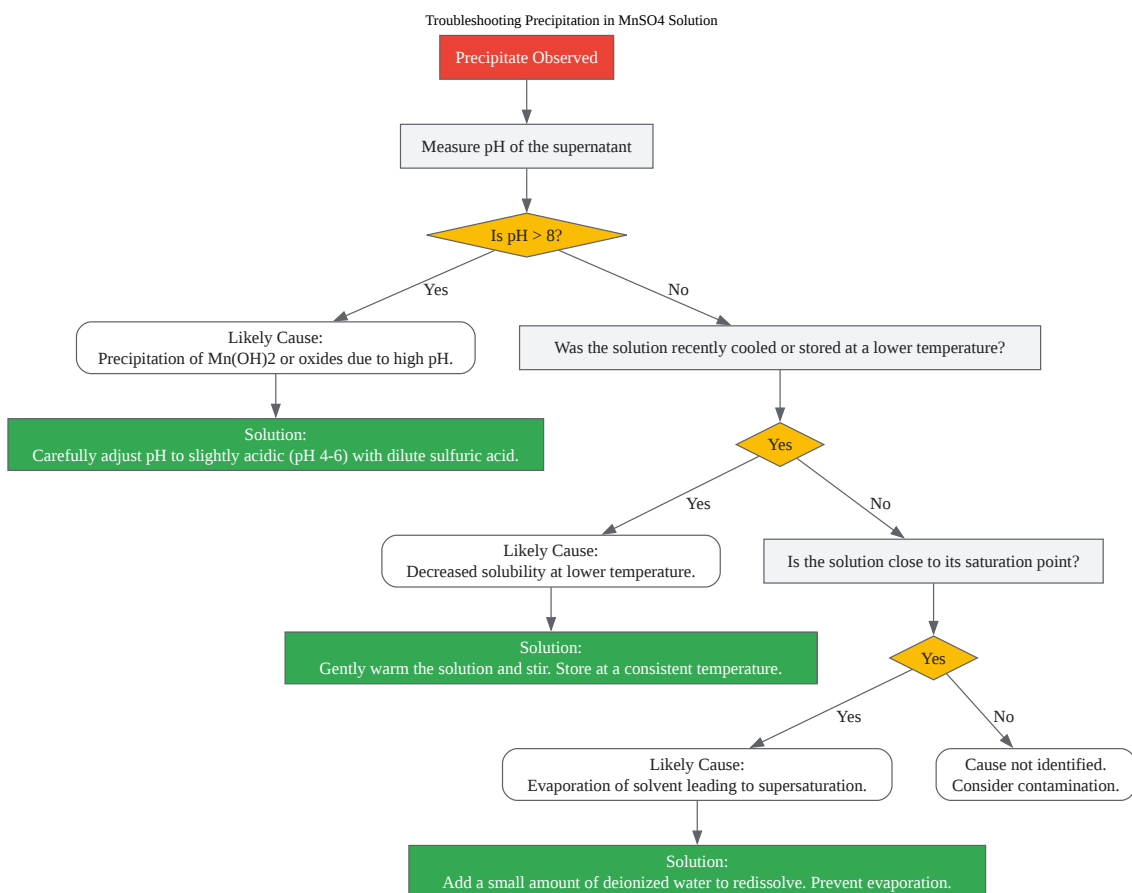 Troubleshooting Precipitation in MnSO4 Solution
Precipitate Observed
Measure pH of the supernatant
Is pH > 8?
Yes
No
Likely Cause:
Precipitation of Mn(OH)2 or oxides due to high pH.
Was the solution recently cooled or stored at a lower temperature?
Solution:
Carefully adjust pH to slightly acidic (pH 4-6) with dilute sulfuric acid.
Yes
Yes
No
Likely Cause:
Decreased solubility at lower temperature.
Is the solution close to its saturation point?
Solution:
Gently warm the solution and stir. Store at a consistent temperature.
Yes
Yes
No
Likely Cause:
Evaporation of solvent leading to supersaturation.
Cause not identified.
Consider contamination.
Solution:
Add a small amount of deionized water to redissolve. Prevent evaporation.